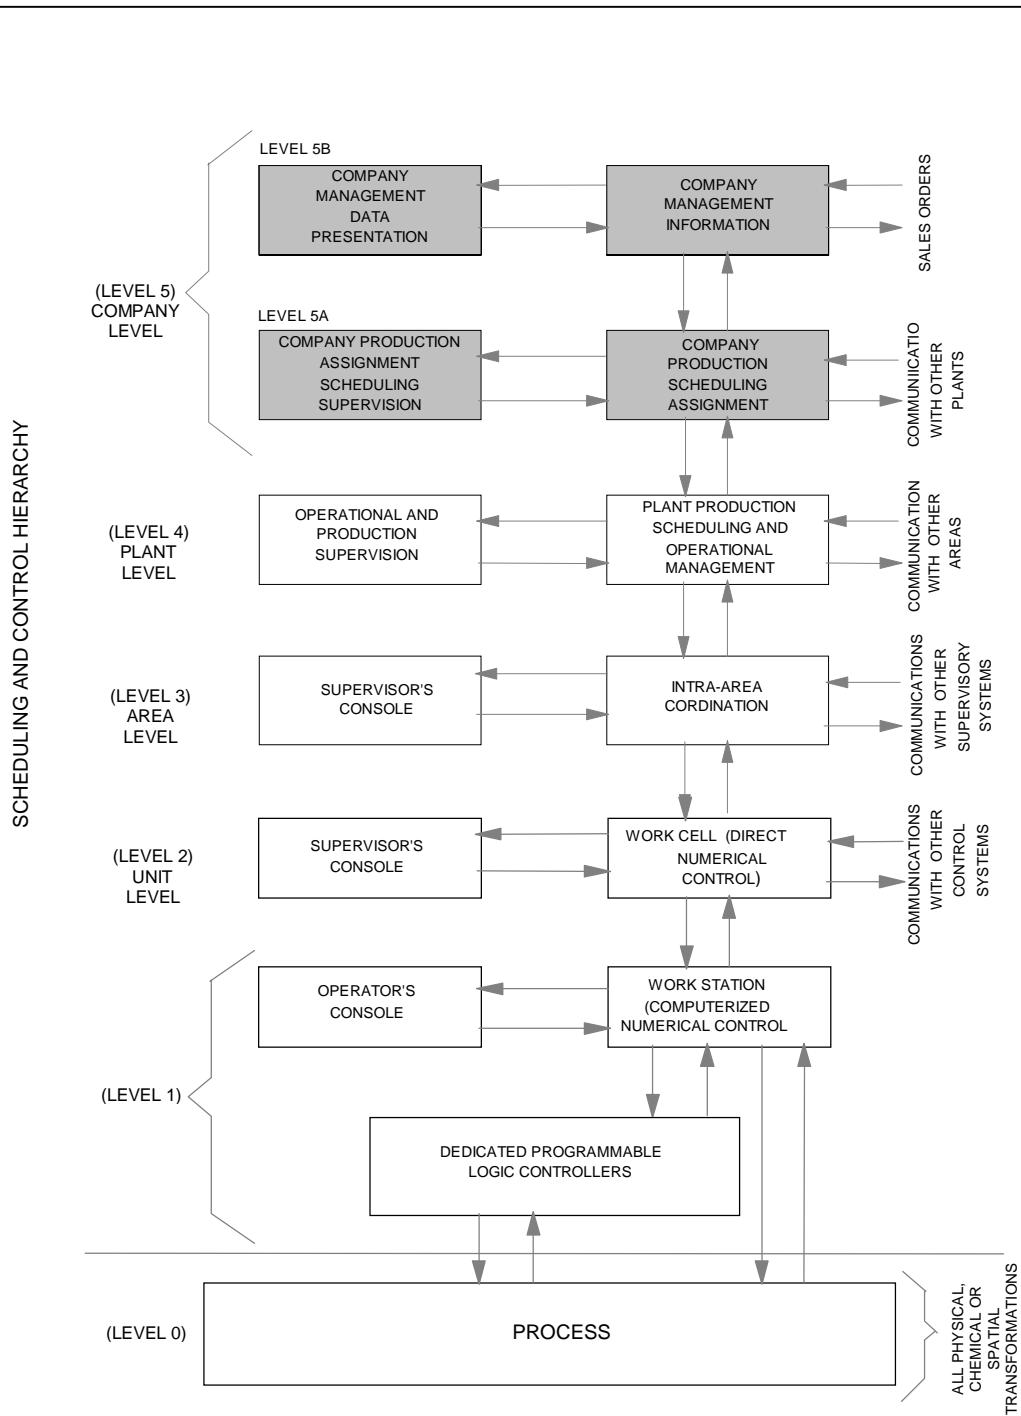 SCHEDULING AND CONTROL HIERARCHY
LEVEL 5B
COMPANY
MANAGEMENT
DATA
PRESENTATION
COMPANY
MANAGEMENT
INFORMATION
SALES ORDERS
(LEVEL 5)
COMPANY
LEVEL
LEVEL 5A
COMPANY PRODUCTION
ASSIGNMENT
SCHEDULING
SUPERVISION
COMPANY
PRODUCTION
SCHEDULING
ASSIGNMENT
COMMUNIICATIO
WITH OTHER
PLANTS
(LEVEL 4)
PLANT
LEVEL
OPERATIONAL AND
PRODUCTION
SUPERVISION
PLANT PRODUCTION
SCHEDULING AND
OPERATIONAL
MANAGEMENT
COMMUNICATION
WITH OTHER
AREAS
(LEVEL 3)
AREA
LEVEL
SUPERVISOR'S
CONSOLE
INTRA-AREA
CORDINATION
COMMUNICATIONS
WITH OTHER
SUPERVISORY
SYSTEMS
(LEVEL 2)
UNIT
LEVEL
SUPERVISOR'S
CONSOLE
WORK CELL (DIRECT
NUMERICAL
CONTROL)
COMMUNICATIONS
WITH OTHER
CONTROL
SYSTEMS
(LEVEL 1)
OPERATOR'S
CONSOLE
WORK STATION
(COMPUTERIZED
NUMERICAL CONTROL
DEDICATED PROGRAMMABLE
LOGIC CONTROLLERS
(LEVEL 0)
PROCESS
ALL PHYSICAL,
CHEMICAL OR
SPATIAL
TRANSFORMATIONS